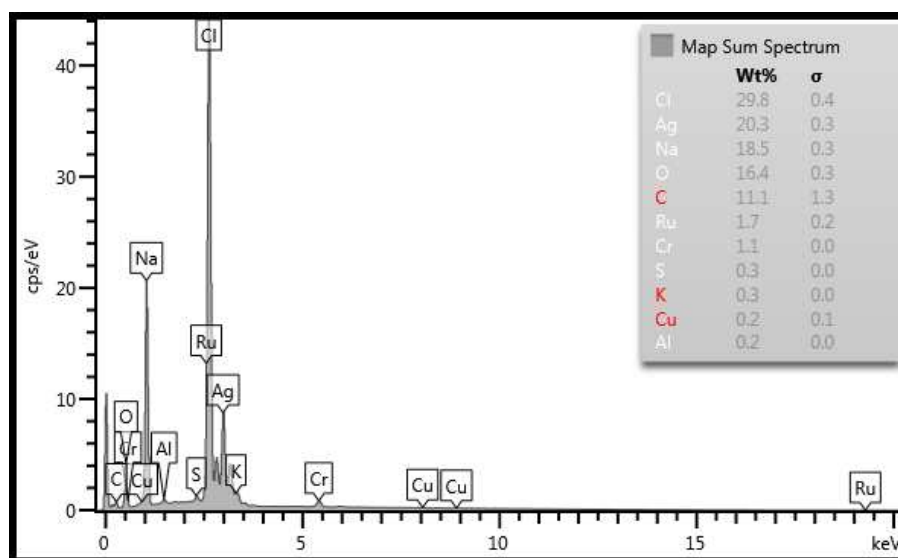 Map Sum Spectrum
Wt% σ
Cl 29.8 0.4
Ag 20.3 0.3
Na 18.5 0.3
O 16.4 0.3
C 11.1 1.3
Ru 1.7 0.2
Cr 1.1 0.0
S 0.3 0.0
K 0.3 0.0
Cu 0.2 0.1
Al 0.2 0.0
cps/eV
40
30
20
10
0
Cl
Na
Ru
Ag
O
Cr
Al
C
Cu
S
K
Cr
Cu
Cu
Ru
0 5 10 15 keV